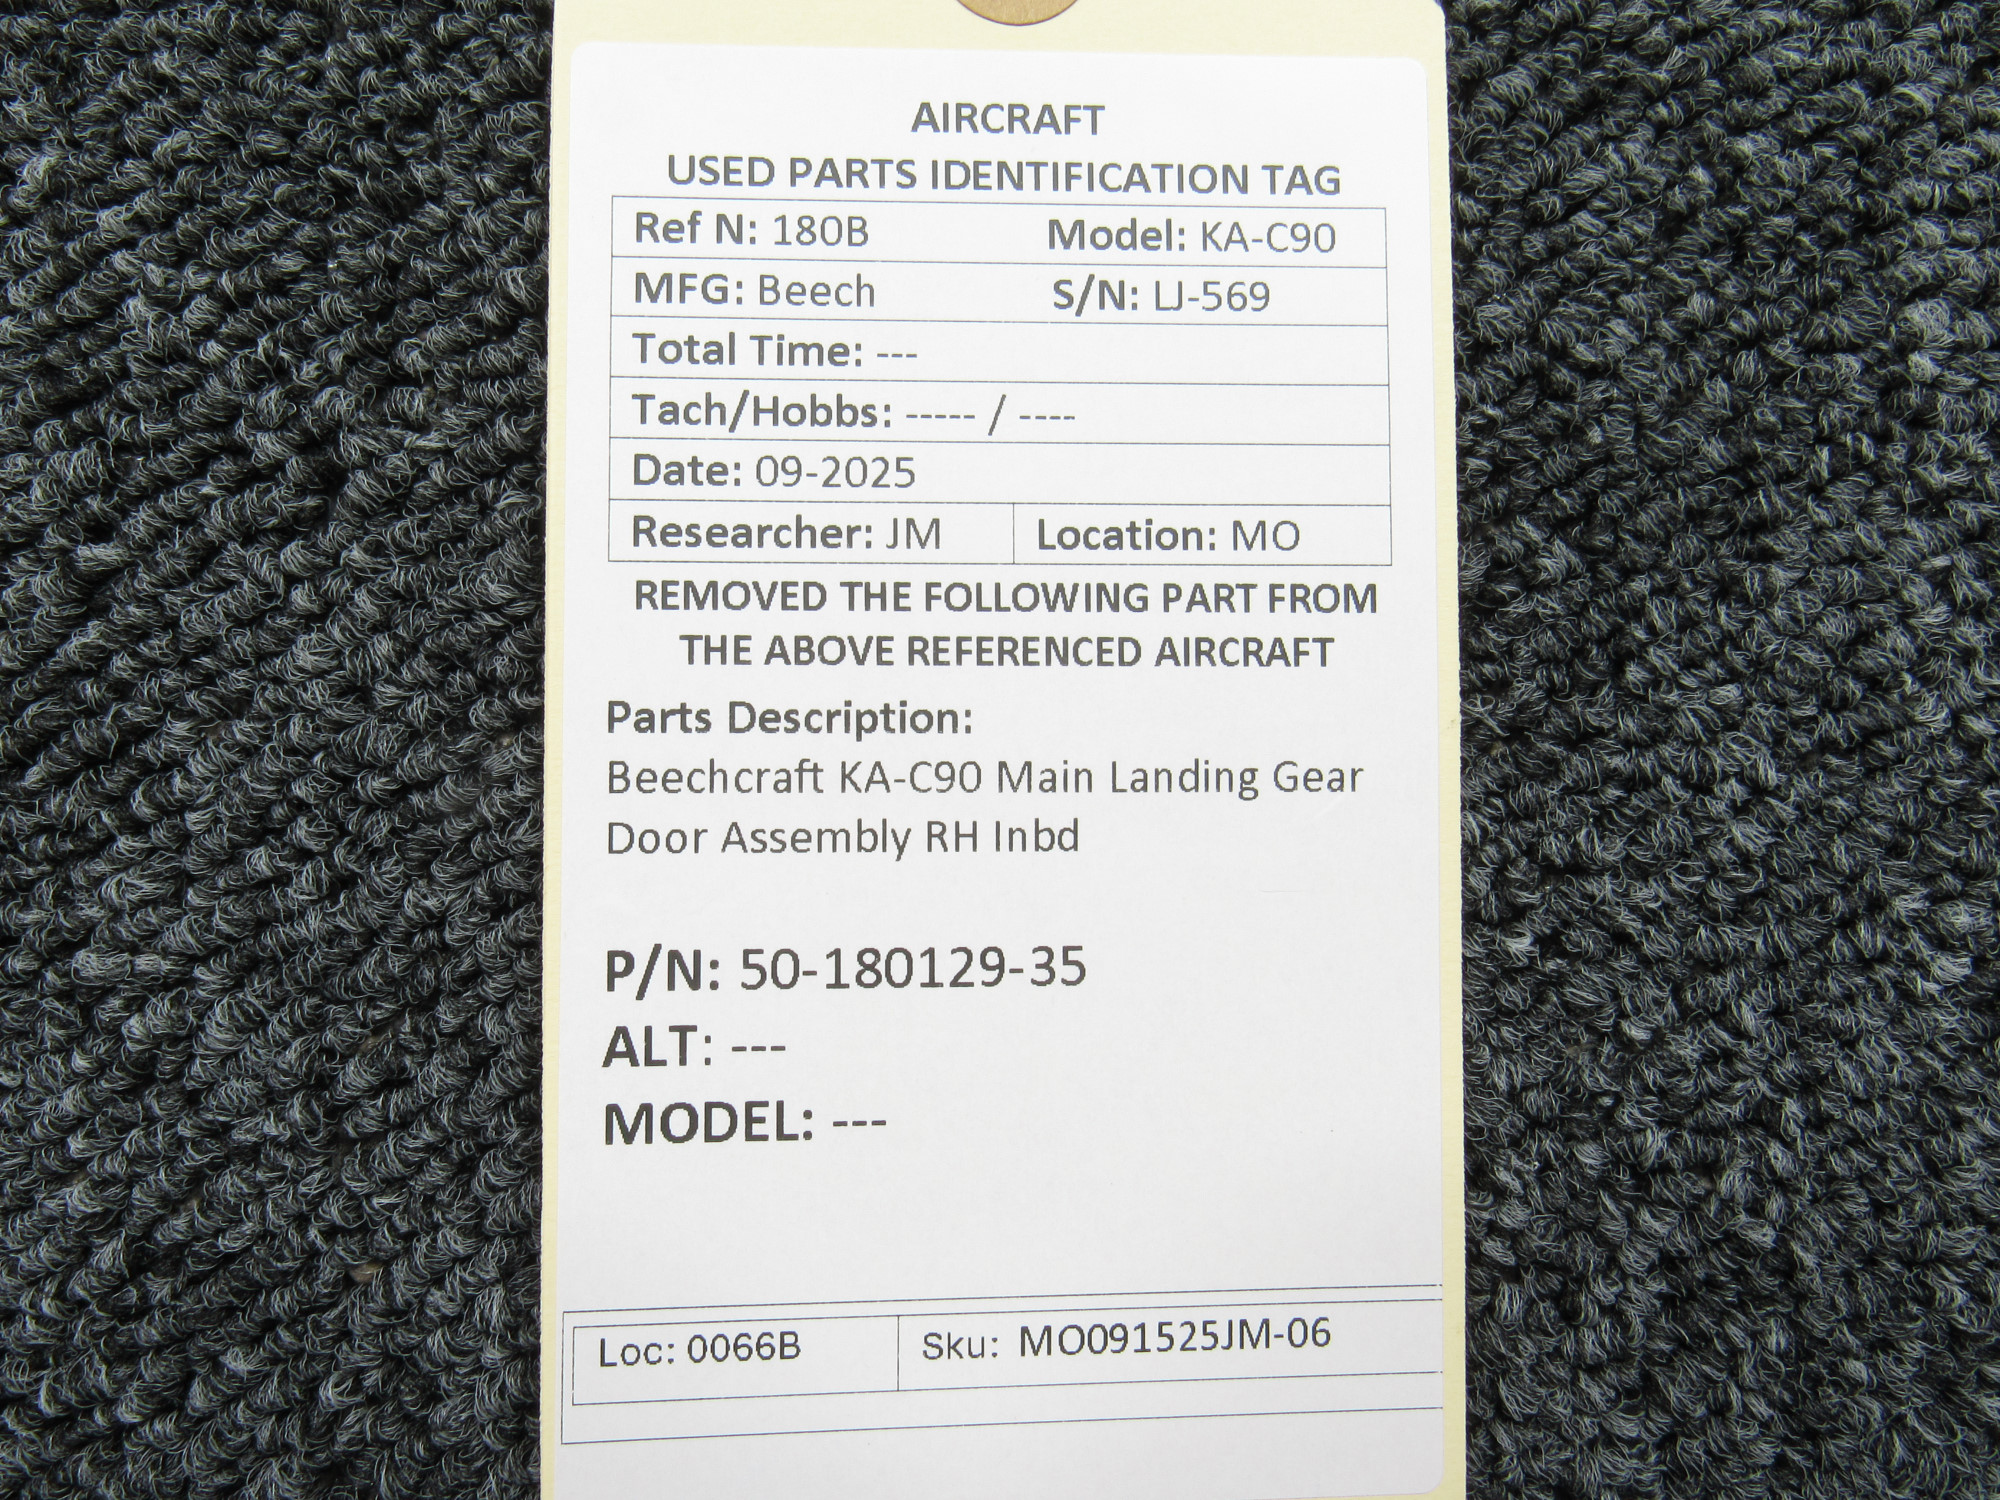 AIRCRAFT
USED PARTS IDENTIFICATION TAG
Ref N: 180B Model: KA-C90
MFG: Beech S/N: LJ-569
Total Time: ---
Tach/Hobbs: ----- / ----
Date: 09-2025
Researcher: JM Location: MO
REMOVED THE FOLLOWING PART FROM
THE ABOVE REFERENCED AIRCRAFT
Parts Description:
Beechcraft KA-C90 Main Landing Gear
Door Assembly RH Inbd
P/N: 50-180129-35
ALT: ---
MODEL: ---
Loc: 0066B Sku: MO091525JM-06